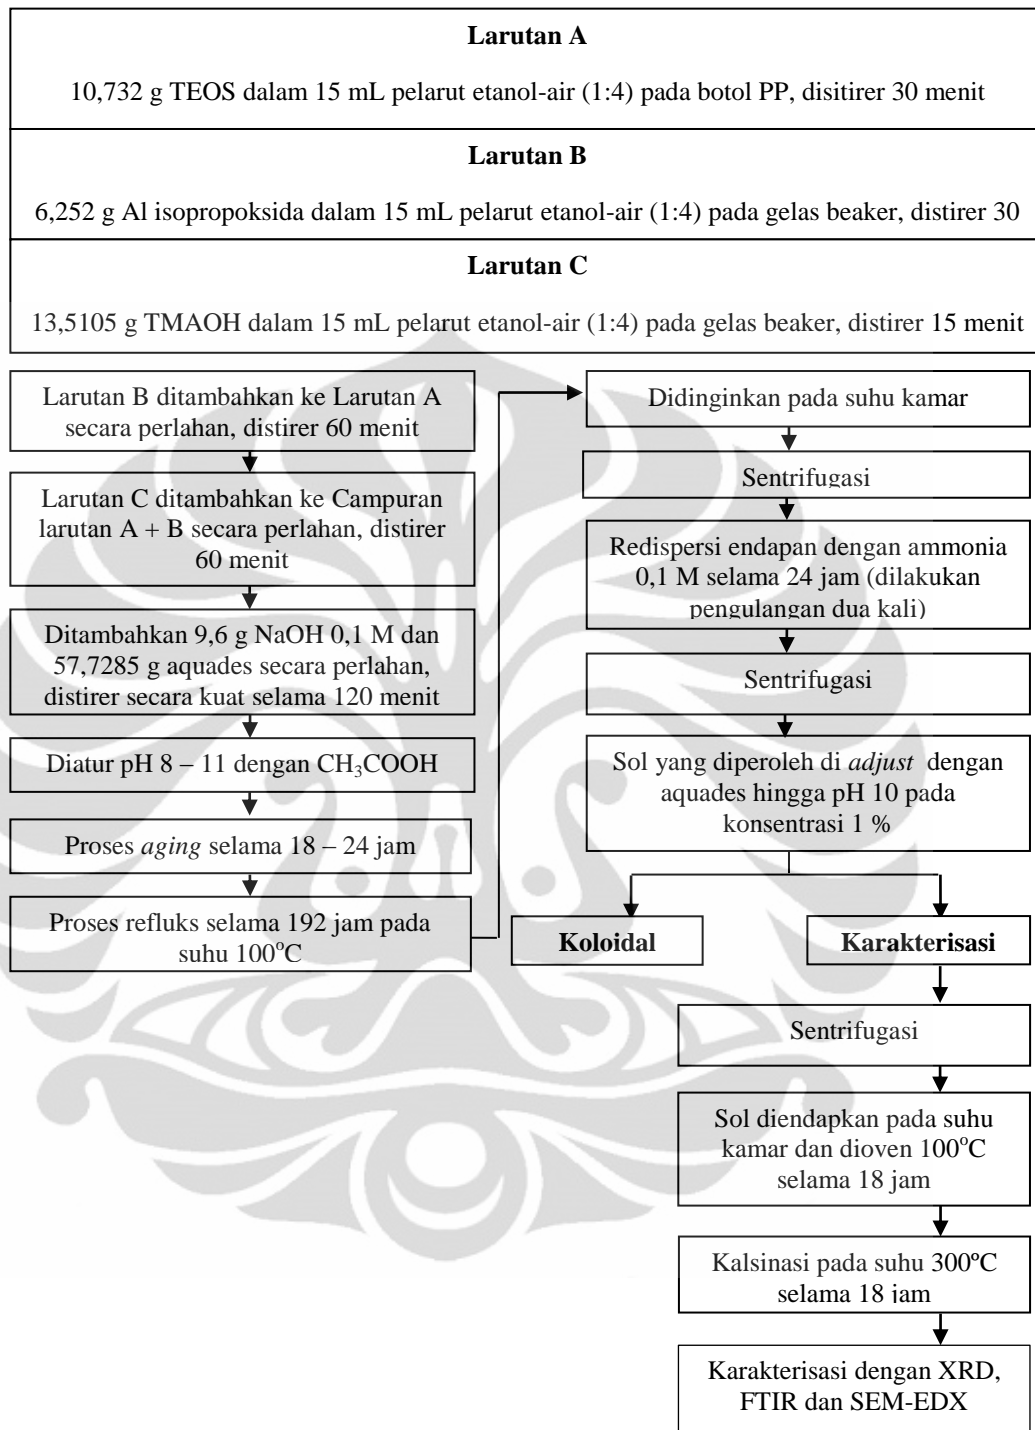 Larutan A
10,732 g TEOS dalam 15 mL pelarut etanol-air (1:4) pada botol PP, disitirer 30 menit
Larutan B
6,252 g Al isopropoksida dalam 15 mL pelarut etanol-air (1:4) pada gelas beaker, distirer 30
Larutan C
13,5105 g TMAOH dalam 15 mL pelarut etanol-air (1:4) pada gelas beaker, distirer 15 menit
Larutan B ditambahkan ke Larutan A
secara perlahan, distirer 60 menit
Larutan C ditambahkan ke Campuran
larutan A + B secara perlahan, distirer
60 menit
Ditambahkan 9,6 g NaOH 0,1 M dan
57,7285 g aquades secara perlahan,
distirer secara kuat selama 120 menit
Diatur pH 8 – 11 dengan CH₃COOH
Proses aging selama 18 – 24 jam
Proses refluks selama 192 jam pada
suhu 100°C
Didinginkan pada suhu kamar
Sentrifugasi
Redispersi endapan dengan ammonia
0,1 M selama 24 jam (dilakukan
pengulangan dua kali)
Sentrifugasi
Sol yang diperoleh di adjust dengan
aquades hingga pH 10 pada
konsentrasi 1 %
Koloidal
Karakterisasi
Sentrifugasi
Sol diendapkan pada suhu
kamar dan dioven 100°C
selama 18 jam
Kalsinasi pada suhu 300ºC
selama 18 jam
Karakterisasi dengan XRD,
FTIR dan SEM-EDX